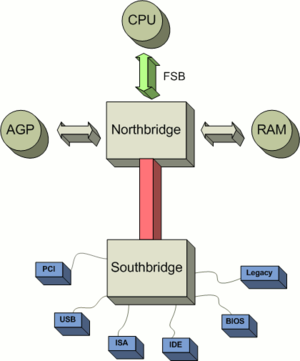 CPU
FSB
AGP
Northbridge
RAM
PCI
Southbridge
Legacy
USB
BIOS
ISA
IDE